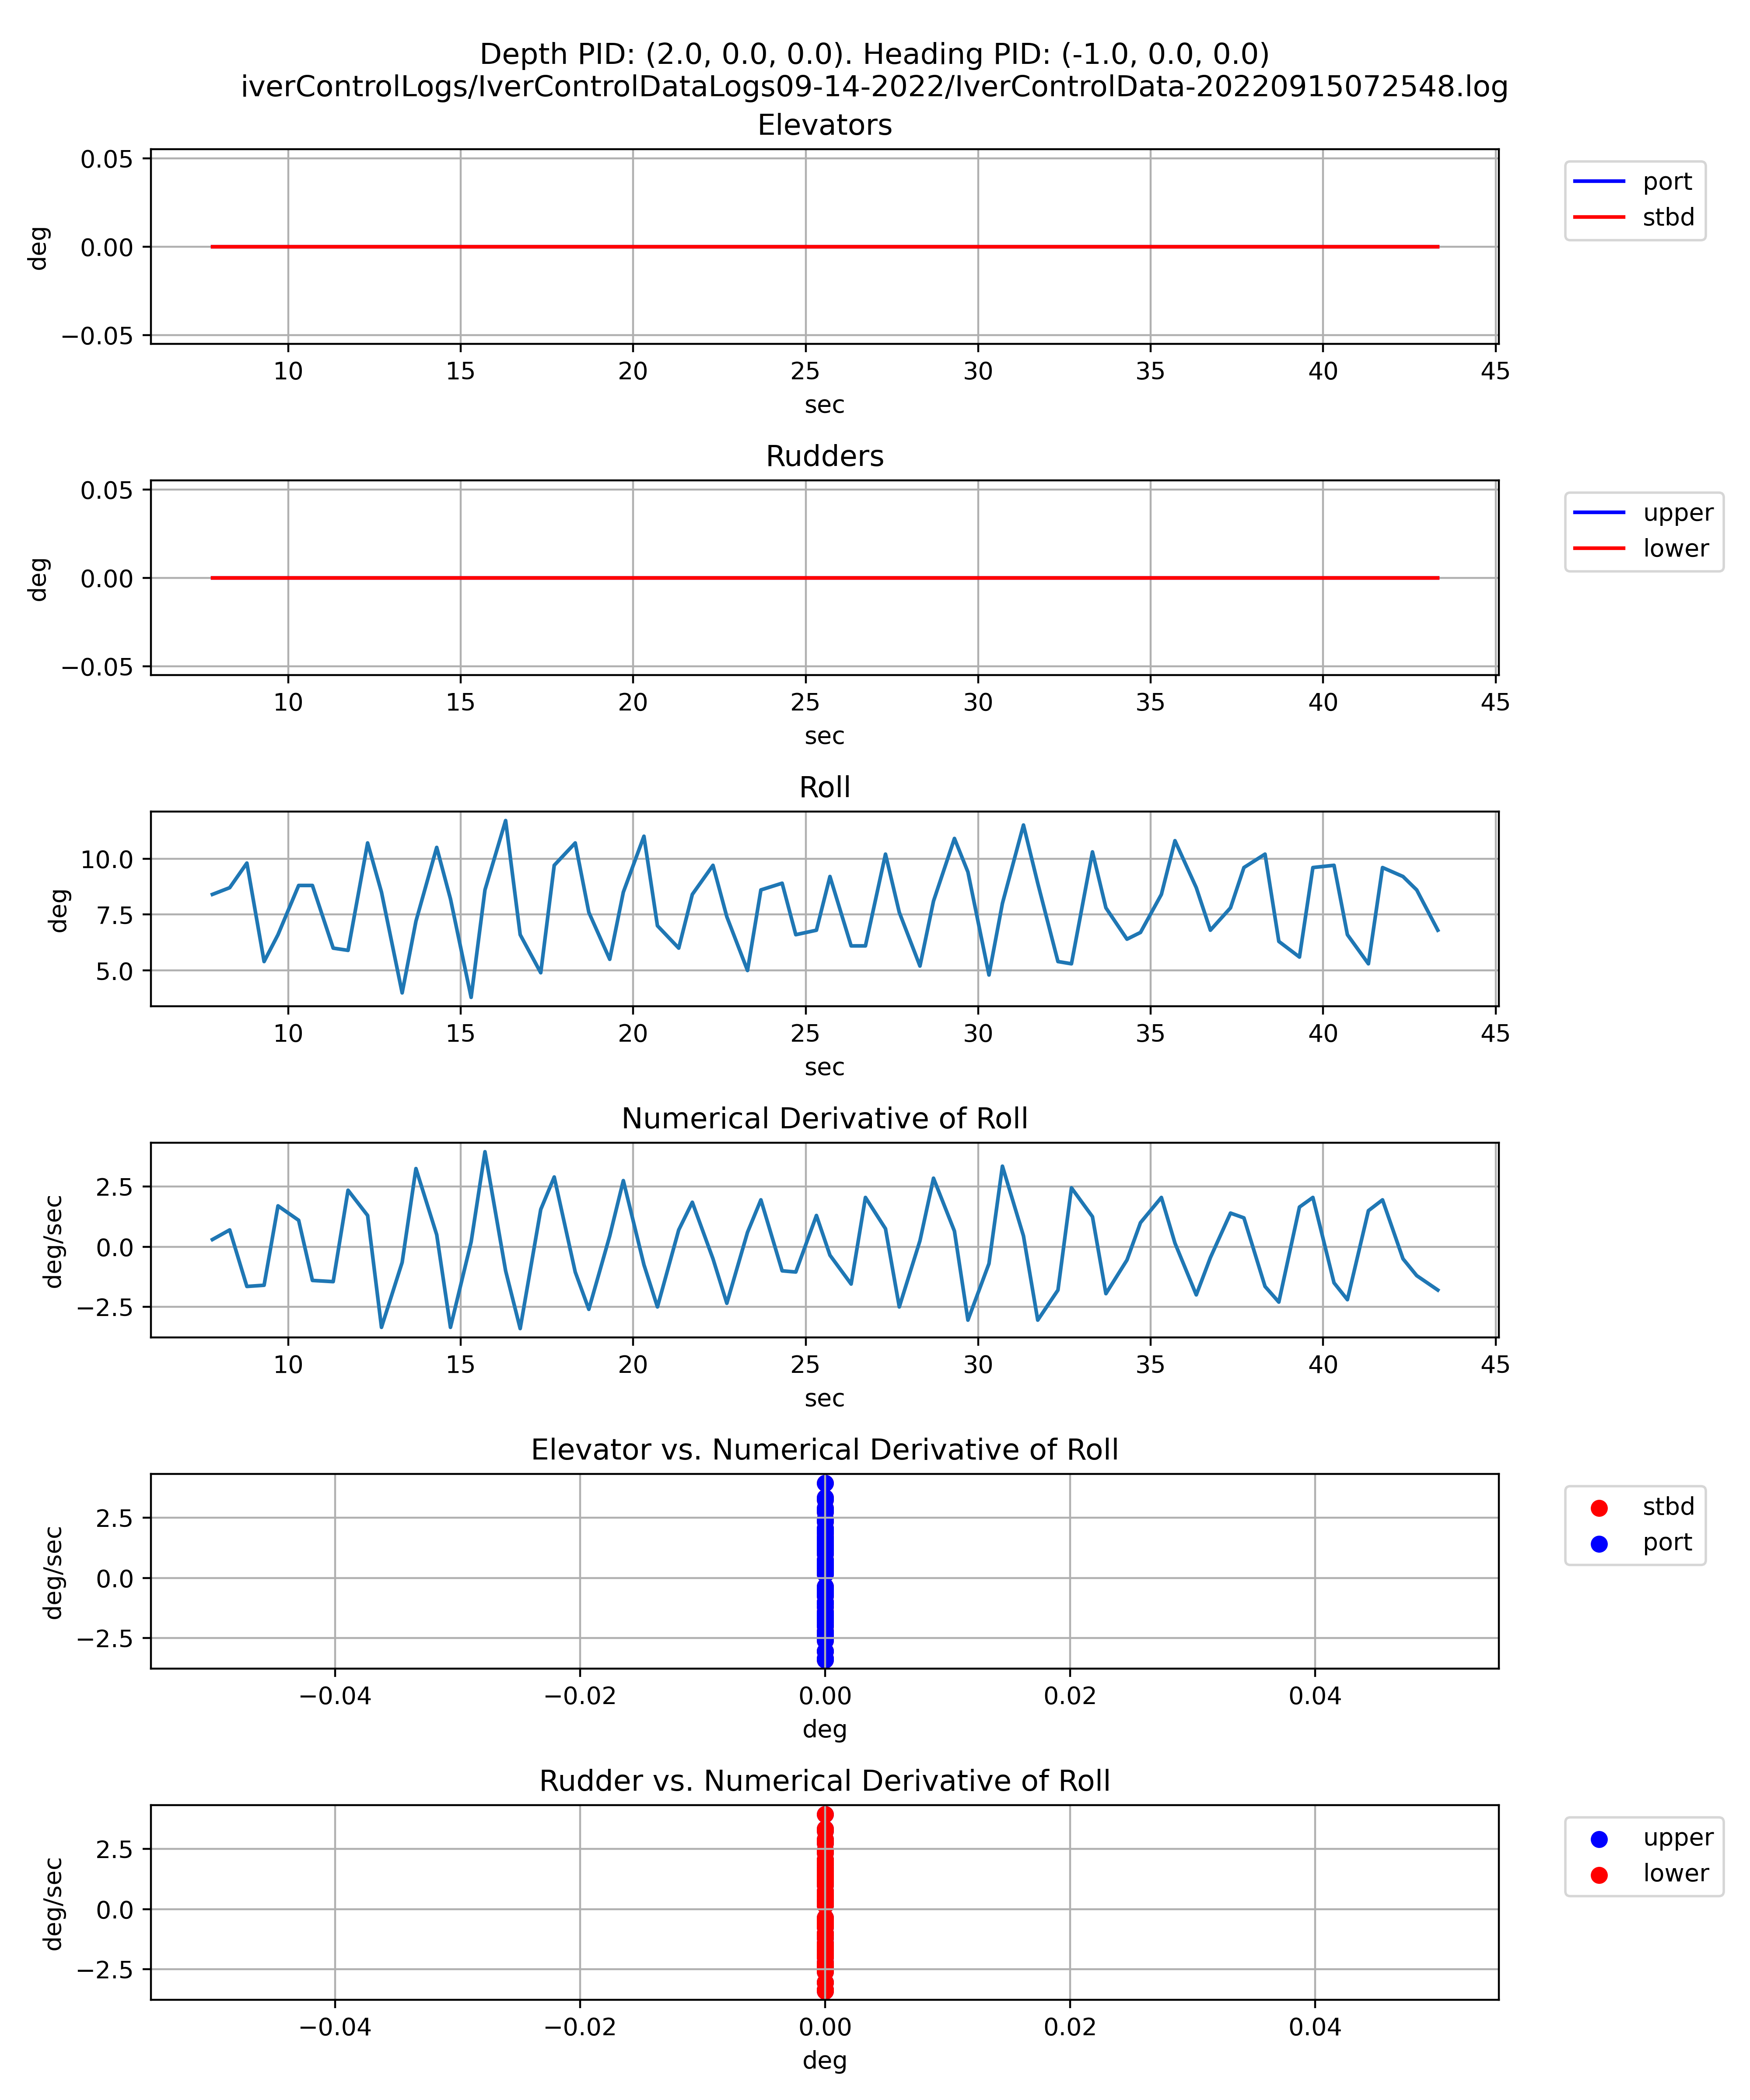 Depth PID: (2.0, 0.0, 0.0). Heading PID: (-1.0, 0.0, 0.0)
iverControlLogs/IverControlDataLogs09-14-2022/IverControlData-20220915072548.log
Elevators
0.05
0.00
−0.05
deg
10 15 20 25 30 35 40 45
sec
port
stbd
Rudders
0.05
0.00
−0.05
deg
10 15 20 25 30 35 40 45
sec
upper
lower
Roll
10.0
7.5
5.0
deg
10 15 20 25 30 35 40 45
sec
Numerical Derivative of Roll
2.5
0.0
−2.5
deg/sec
10 15 20 25 30 35 40 45
sec
Elevator vs. Numerical Derivative of Roll
2.5
0.0
−2.5
deg/sec
−0.04 −0.02 0.00 0.02 0.04
deg
stbd
port
Rudder vs. Numerical Derivative of Roll
2.5
0.0
−2.5
deg/sec
−0.04 −0.02 0.00 0.02 0.04
deg
upper
lower